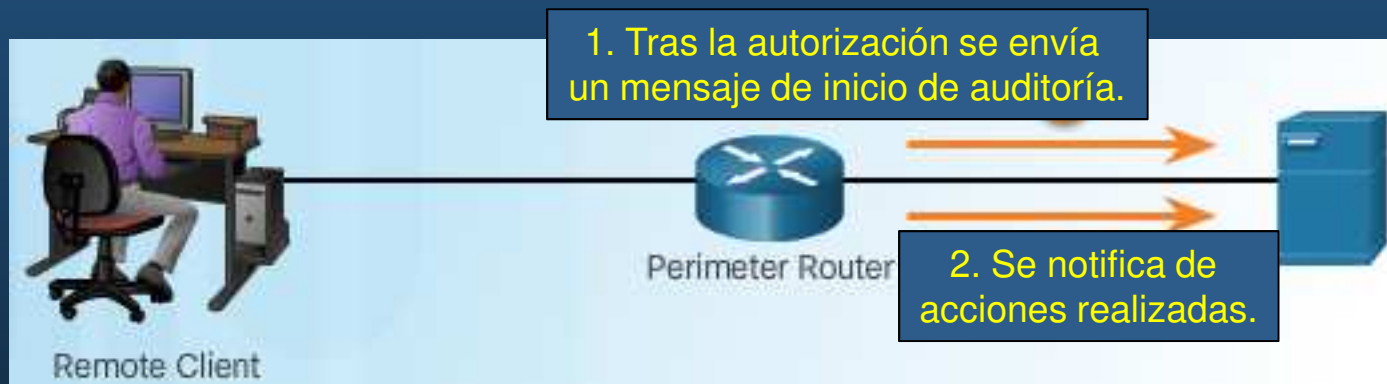 1. Tras la autorización se envía
un mensaje de inicio de auditoría.
Perimeter Router
2. Se notifica de
acciones realizadas.
Remote Client